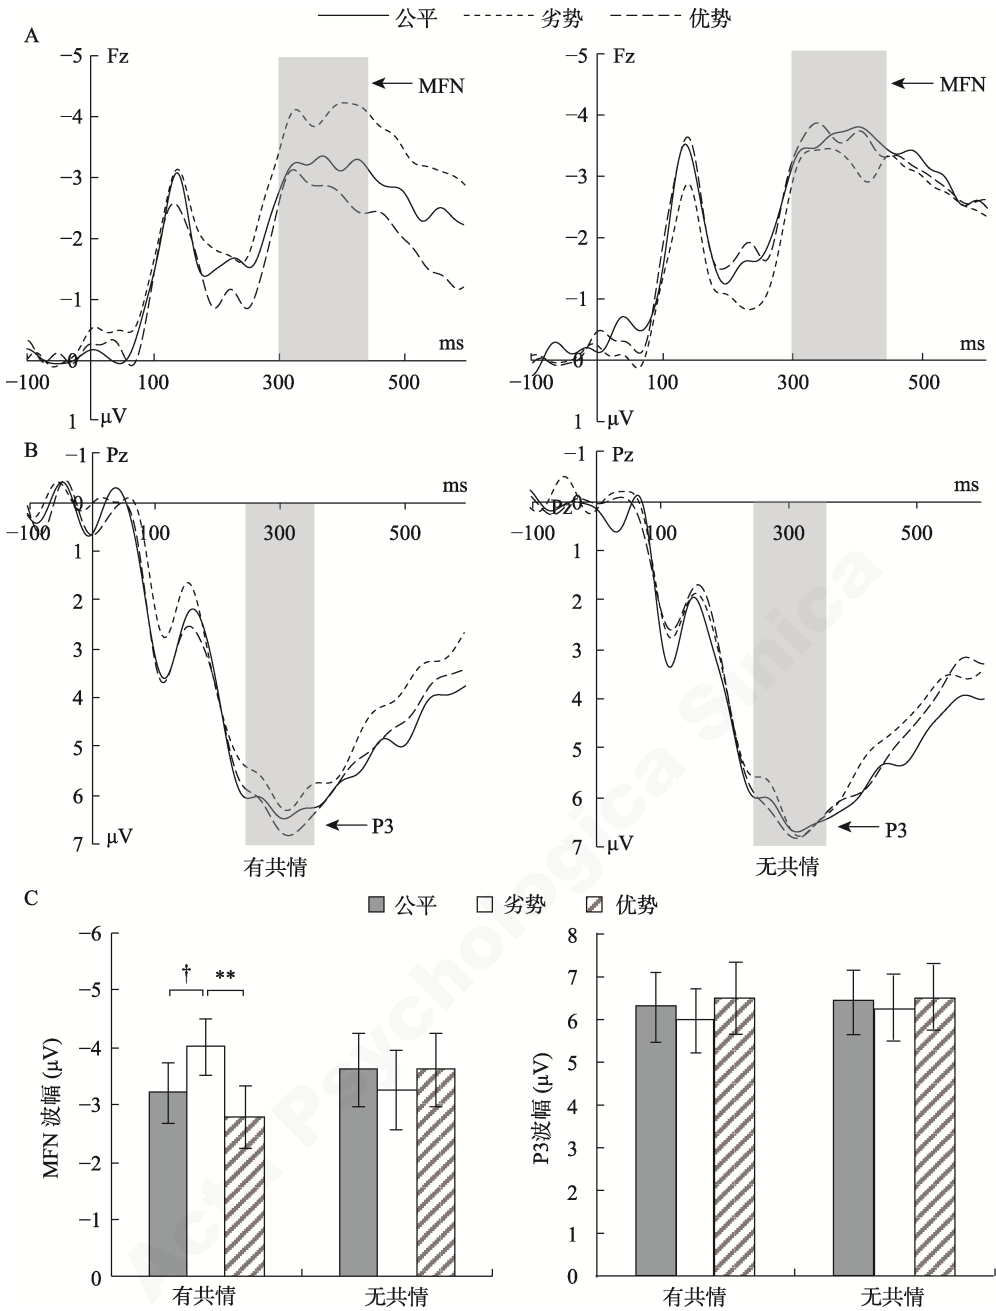 公平 劣势 优势
A
−5 Fz
MFN
−4
−3
−2
−1
ms
0
−100 100 300 500
1 μV
−5 Fz
MFN
−4
−3
−2
−1
ms
0
−100 100 300 500
1 μV
B
−1 Pz
ms
0
−100 100 300 500
1
2
3
4
5
6
P3
7 μV
有共情
−1 Pz
ms
Pz 0
−100 100 300 500
1
2
3
4
5
6
P3
7 μV
无共情
C
公平 劣势 优势
−6
−5
−4
−3
−2
−1
0
MFN 波幅 (μV)
† **
有共情 无共情
8
7
6
5
4
3
2
1
0
P3波幅 (μV)
有共情 无共情
Acta Psychologica Sinica